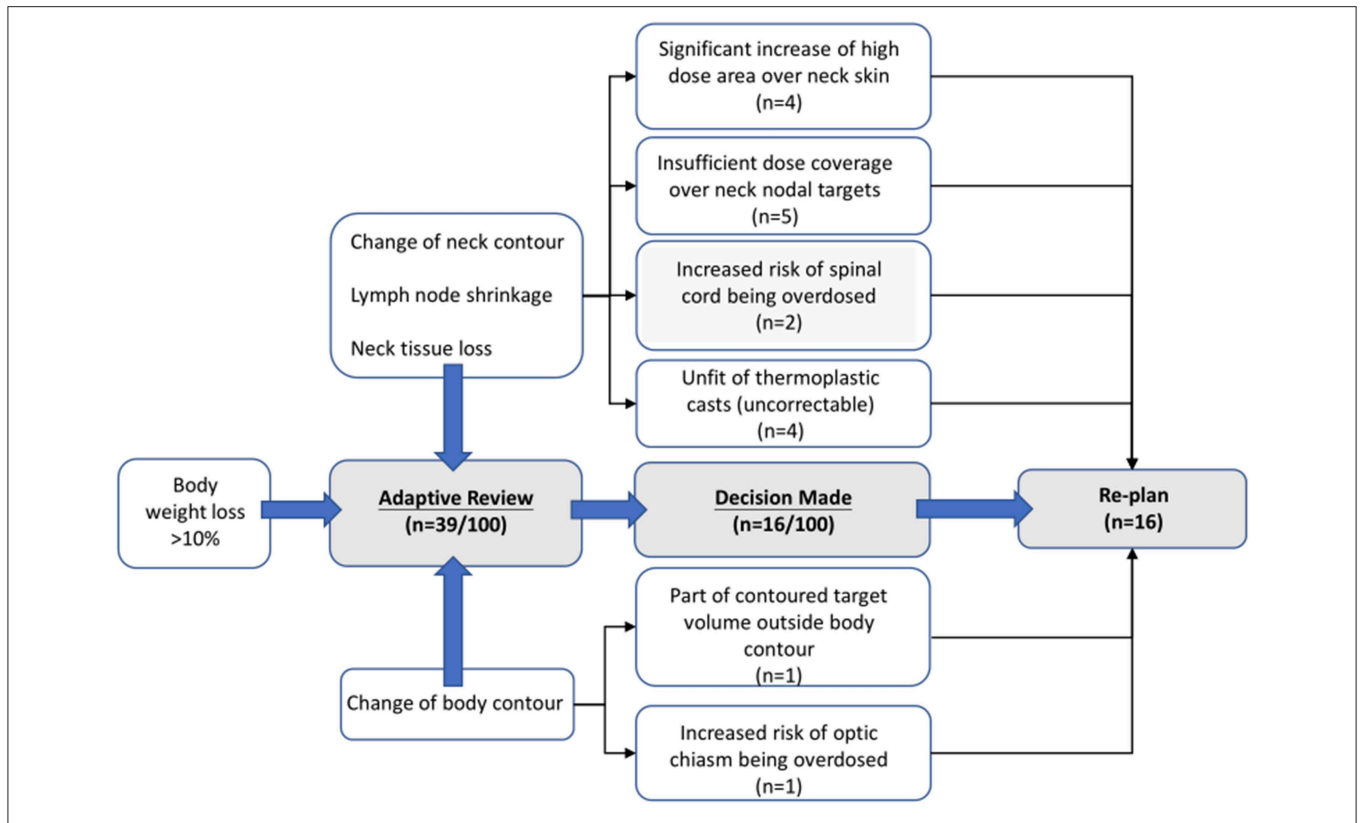 Significant increase of high
dose area over neck skin
(n=4)
Insufficient dose coverage
over neck nodal targets
(n=5)
Change of neck contour
Lymph node shrinkage
Neck tissue loss
Increased risk of spinal
cord being overdosed
(n=2)
Unfit of thermoplastic
casts (uncorrectable)
(n=4)
Body
weight loss
>10%
Adaptive Review
(n=39/100)
Decision Made
(n=16/100)
Re-plan
(n=16)
Part of contoured target
volume outside body
contour
(n=1)
Change of body contour
Increased risk of optic
chiasm being overdosed
(n=1)